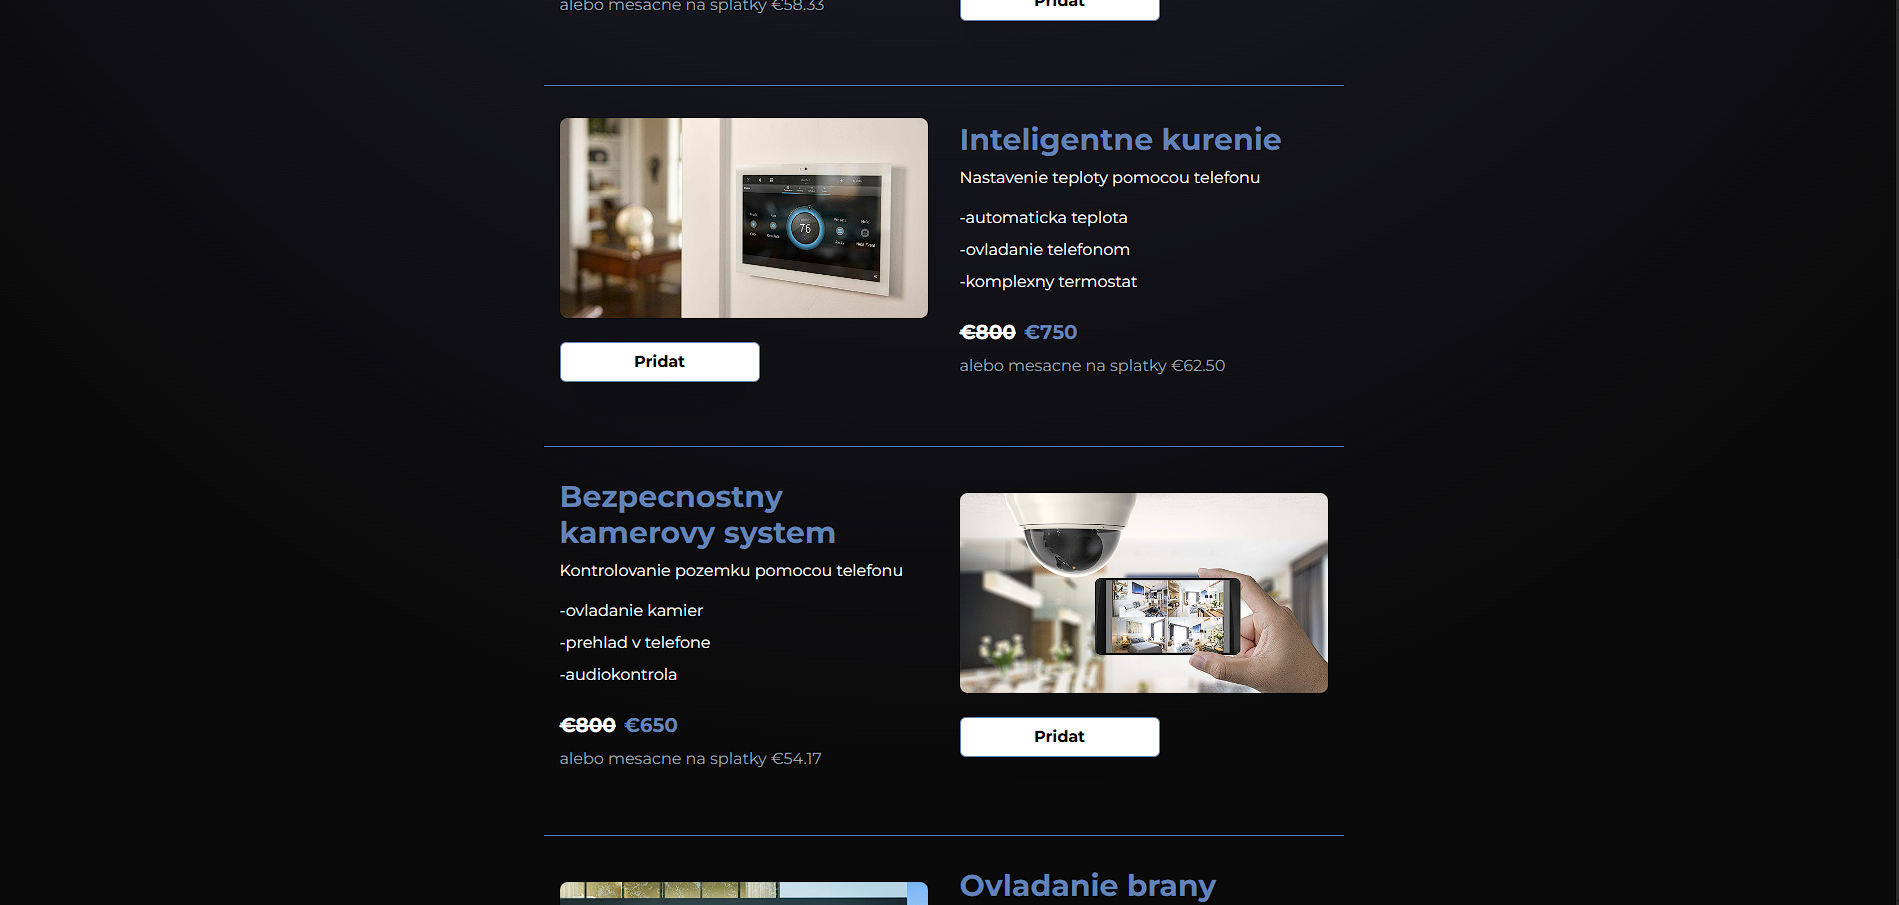 alebo mesacne na splatky €58.33
Pridat
Inteligentne kurenie
Nastavenie teploty pomocou telefonu
-automaticka teplota
-ovladanie telefonom
-komplexny termostat
€800 €750
alebo mesacne na splatky €62.50
76
Pridat
Bezpecnostny
kamerovy system
Kontrolovanie pozemku pomocou telefonu
-ovladanie kamier
-prehlad v telefone
-audiokontrola
€800 €650
alebo mesacne na splatky €54.17
Pridat
Ovladanie brany